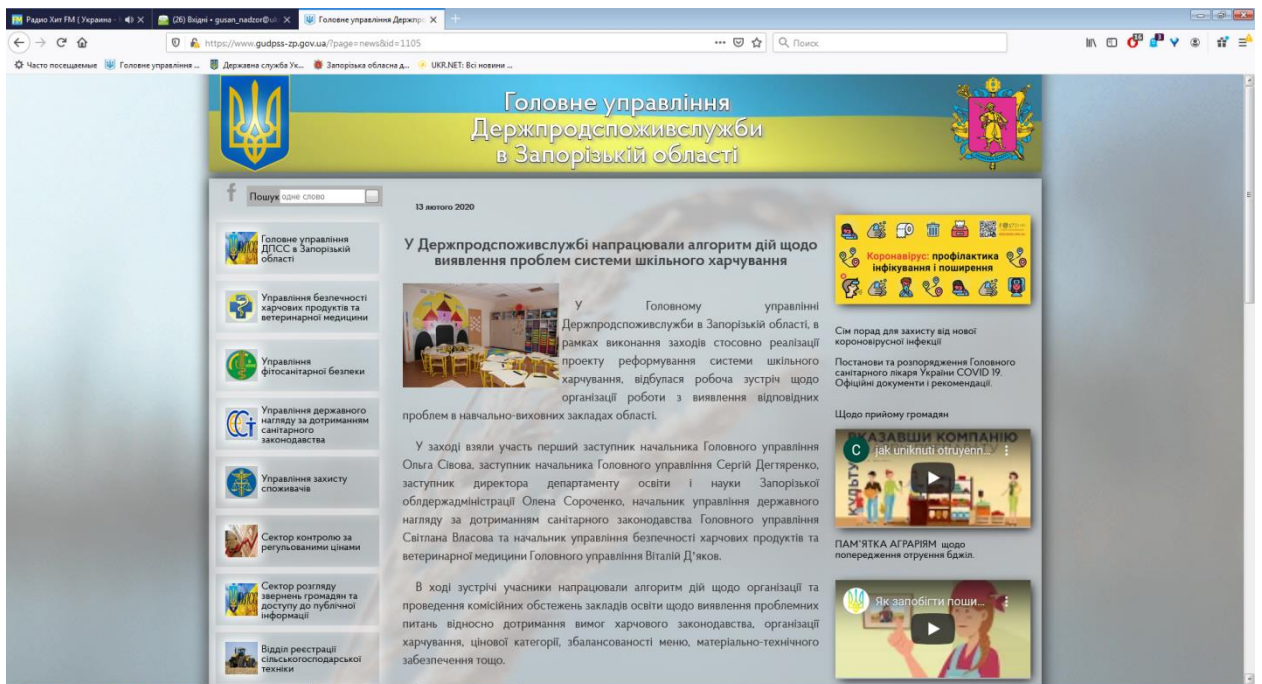 Радио Хит FM ( Украина -
(26) Вхідні • gusan_nadzor@u
Головне управління Держпр
https://www.gudpss-zp.gov.ua/?page=news&id=1105
Поиск
Часто посещаемые
Головне управління ...
Державна служба Ук...
Запорізька обласна д...
UKR.NET: Всі новини ...
Головне управління
Держпродспоживслужби
в Запорізькій області
Пошук одне слово
Головне управління
ДПСС в Запорізькій
області
Управління безпечності
харчових продуктів та
ветеринарної медицини
Управління
фітосанітарної безпеки
Управління державного
нагляду за дотриманням
санітарного
законодавства
Управління захисту
споживачів
Сектор контролю за
регульованими цінами
Сектор розгляду
звернень громадян та
доступу до публічної
інформації
Відділ реєстрації
сільськогосподарської
техніки
13 лютого 2020
У Держпродспоживслужбі напрацювали алгоритм дій щодо
виявлення проблем системи шкільного харчування
У Головному управлінні
Держпродспоживслужби в Запорізькій області, в
рамках виконання заходів стосовно реалізації
проекту реформування системи шкільного
харчування, відбулася робоча зустріч щодо
організації роботи з виявлення відповідних
проблем в навчально-виховних закладах області.
У заході взяли участь перший заступник начальника Головного управління
Ольга Сівова, заступник начальника Головного управління Сергій Дегтяренко,
заступник директора департаменту освіти і науки Запорізької
облдержадміністрації Олена Сороченко, начальник управління державного
нагляду за дотриманням санітарного законодавства Головного управління
Світлана Власова та начальник управління безпечності харчових продуктів та
ветеринарної медицини Головного управління Віталій Д'яков.
В ході зустрічі учасники напрацювали алгоритм дій щодо організації та
проведення комісійних обстежень закладів освіти щодо виявлення проблемних
питань відносно дотримання вимог харчового законодавства, організації
харчування, цінової категорії, збалансованості меню, матеріально-технічного
забезпечення тощо.
Коронавірус: профілактика
інфікування і поширення
Сім порад для захисту від нової
короновірусної інфекції
Постанови та розпорядження Головного
санітарного лікаря України COVID 19.
Офіційні документи і рекомендації.
Щодо прийому громадян
ВКАЗАВШИ КОМПАНІЮ
КУЛЬТУ
C jak uniknuti otruyenn...
ПАМ'ЯТКА АГРАРІЯМ щодо
попередження отруєння бджіл.
Як запобігти поши...